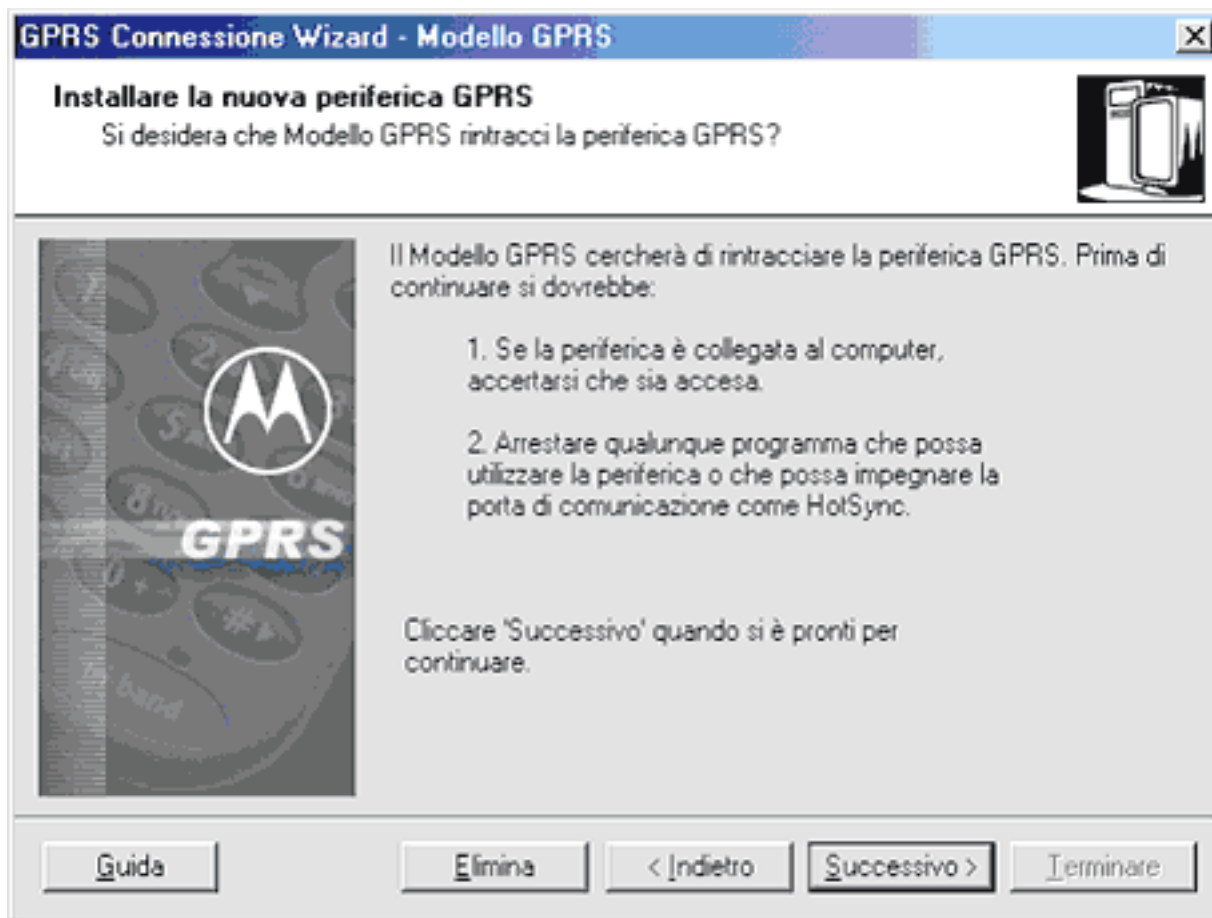 GPRS Connessione Wizard - Modello GPRS
Installare la nuova periferica GPRS
Si desidera che Modello GPRS rintracci la periferica GPRS?
Il Modello GPRS cercherà di rintracciare la periferica GPRS. Prima di
continuare si dovrebbe:
1. Se la periferica è collegata al computer,
accertarsi che sia accesa.
2. Arrestare qualunque programma che possa
utilizzare la periferica o che possa impegnare la
porta di comunicazione come HotSync.
GPRS
band
Cliccare 'Successivo' quando si è pronti per
continuare.
Guida
Elimina
< Indietro
Successivo >
Terminare